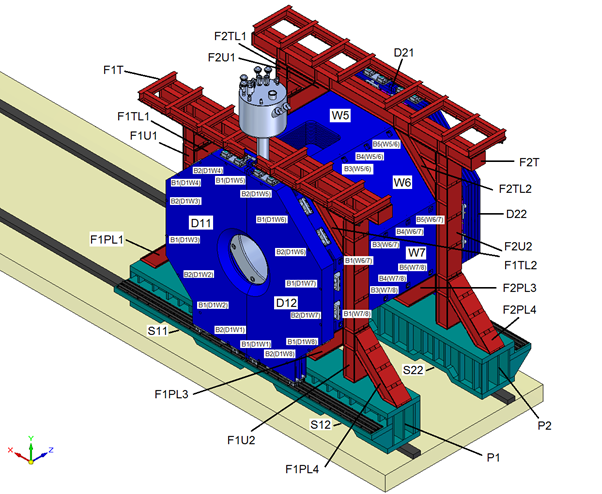 F2TL1
F2U1
D21
F1T
F1TL1
F1U1
W5
B5(W5/6)
B4(W5/6)
B3(W5/6)
F2T
F2TL2
W6
B2(D1W4)
B1(D1W4)
B1(D1W5)
B2(D1W5)
B2(D1W3)
D11
B1(D1W6)
B5(W6/7)
B4(W6/7)
D22
F2U2
F1PL1
B1(D1W3)
B2(D1W6)
B3(W6/7)
W7
B1(W6/7)
F1TL2
B2(D1W2)
B1(D1W7)
B5(W7/8)
B4(W7/8)
B3(W7/8)
F2PL3
D12
B1(D1W2)
B2(D1W7)
B1(W7/8)
F2PL4
S11
B2(D1W1)
B1(D1W1)
B1(D1W8)
B2(D1W8)
S22
F1PL3
S12
P2
F1U2
P1
F1PL4
Y
X
Z